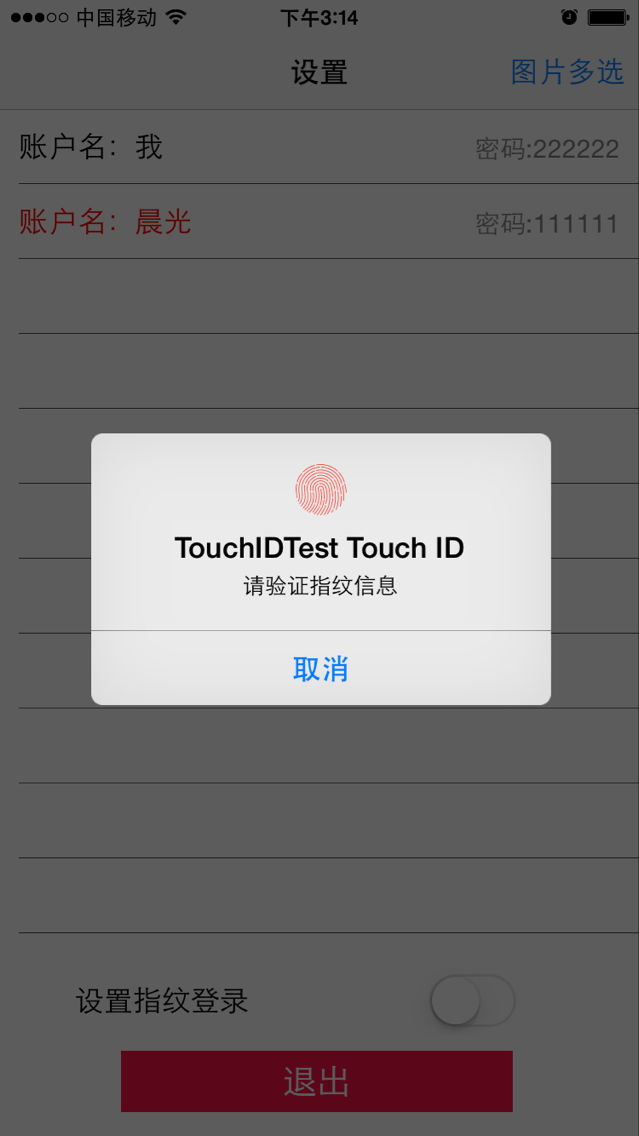 中国移动 下午3:14
设置 图片多选
账户名：我 密码:222222
账户名：晨光 密码:111111
TouchIDTest Touch ID
请验证指纹信息
取消
设置指纹登录
退出